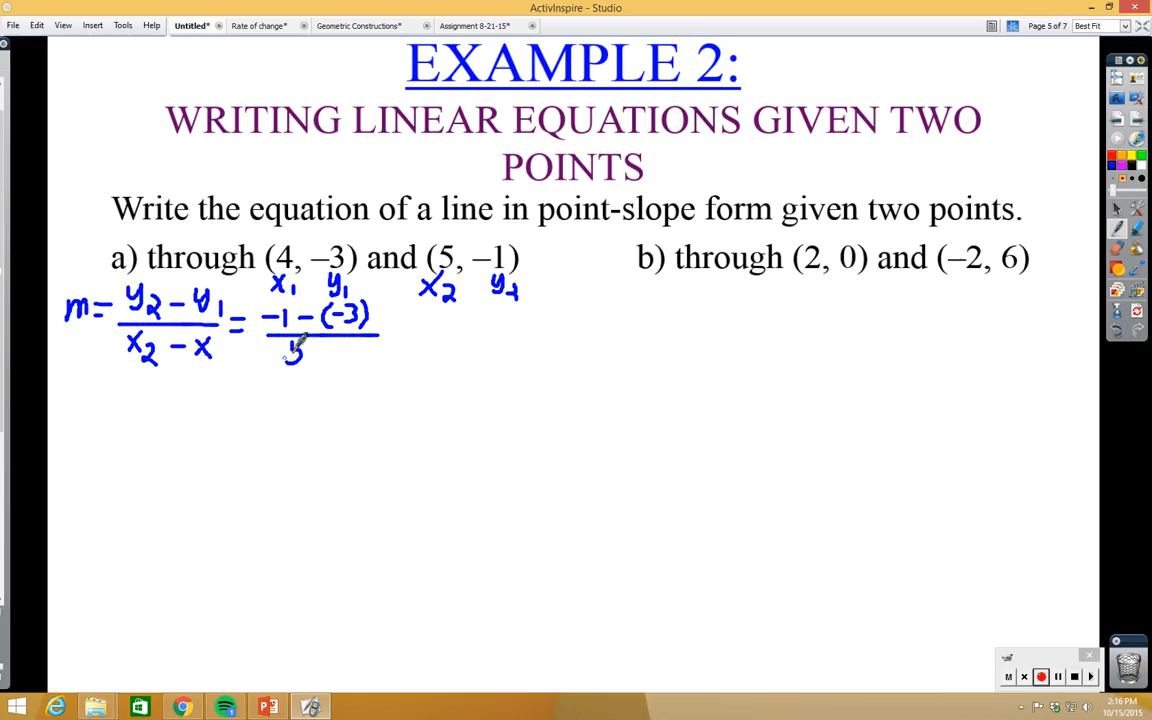 ActivInspire - Studio
File Edit View Insert Tools Help Untitled* Rate of change* Geometric Constructions* Assignment 8-21-15* Page 5 of 7 Best Fit
EXAMPLE 2:
WRITING LINEAR EQUATIONS GIVEN TWO
POINTS
Write the equation of a line in point-slope form given two points.
a) through (4, –3) and (5, –1) b) through (2, 0) and (–2, 6)
x₁ y₁ x₂ y₂
m = y₂ – y₁ = –1 – (–3)
x₂ – x 5
M
2:16 PM
10/15/2015